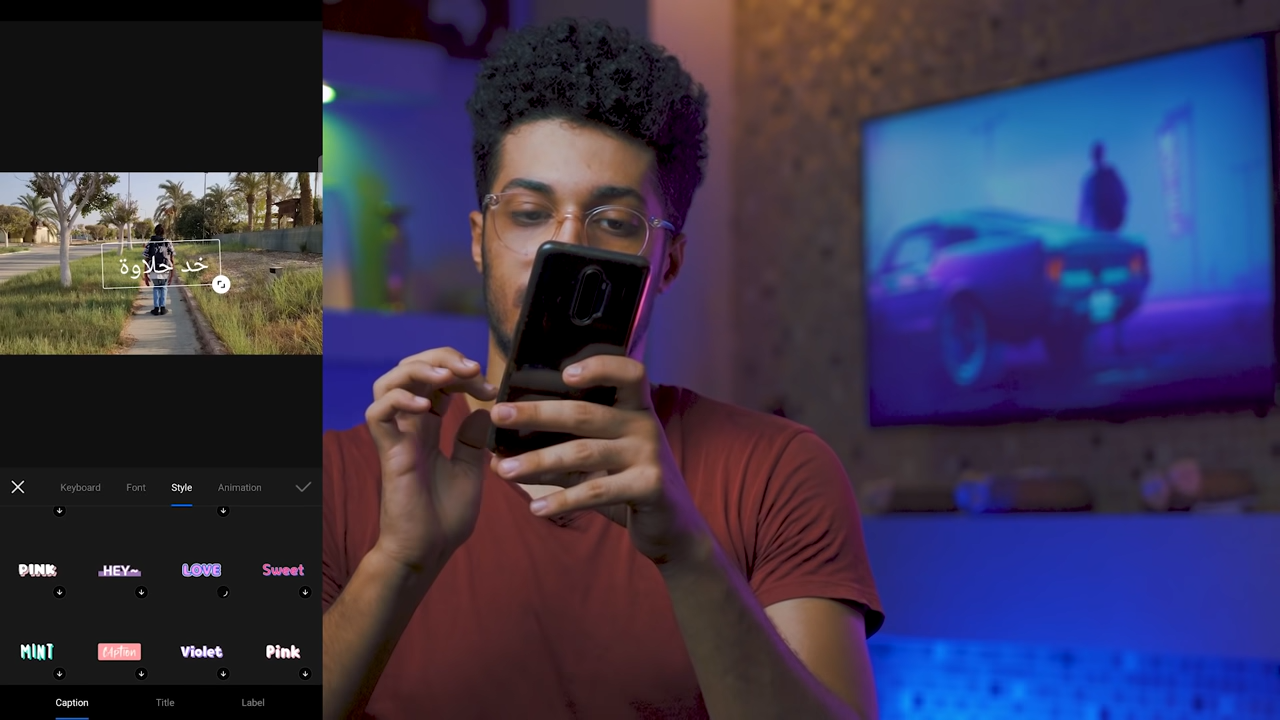 خد حلاوة
Keyboard Font Style Animation
PINK HEY~ LOVE Sweet
MINT Caption Violet Pink
Caption Title Label